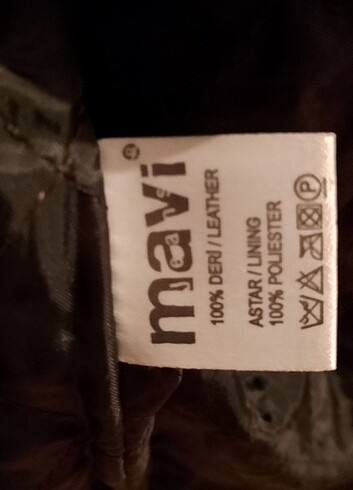 mavi
100% DERİ / LEATHER
ASTAR / LINING
100% POLIESTER
P